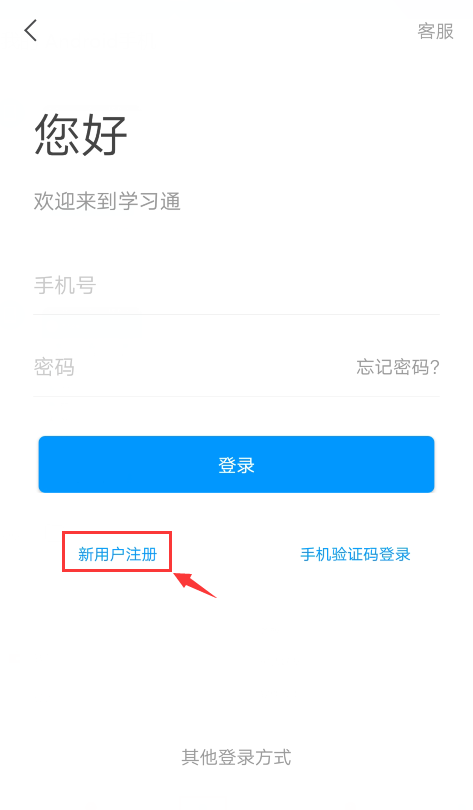 客服
您好
欢迎来到学习通
手机号
密码 忘记密码?
登录
新用户注册 手机验证码登录
其他登录方式